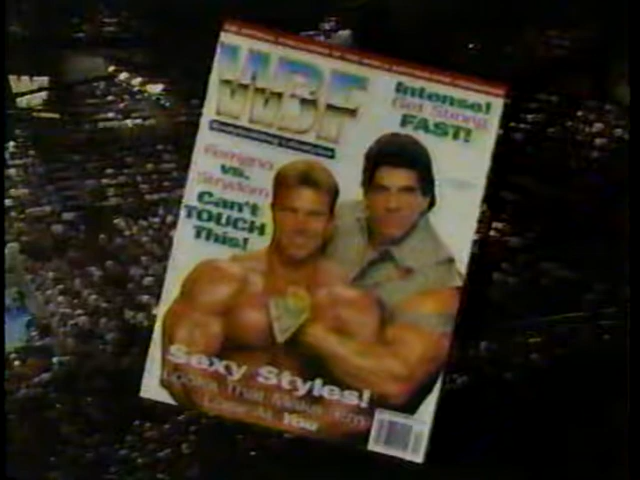 WBF
Intense!
Get Strong
FAST!
Ferrigno
vs.
Strydom
Can't
TOUCH
This!
Sexy Styles!
Looks That Make 'Em
Look At You